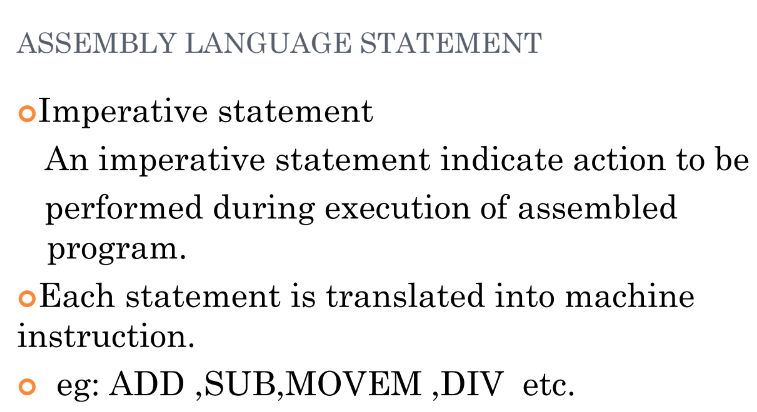 ASSEMBLY LANGUAGE STATEMENT
Imperative statement
An imperative statement indicate action to be
performed during execution of assembled
program.
Each statement is translated into machine
instruction.
eg: ADD ,SUB,MOVEM ,DIV  etc.